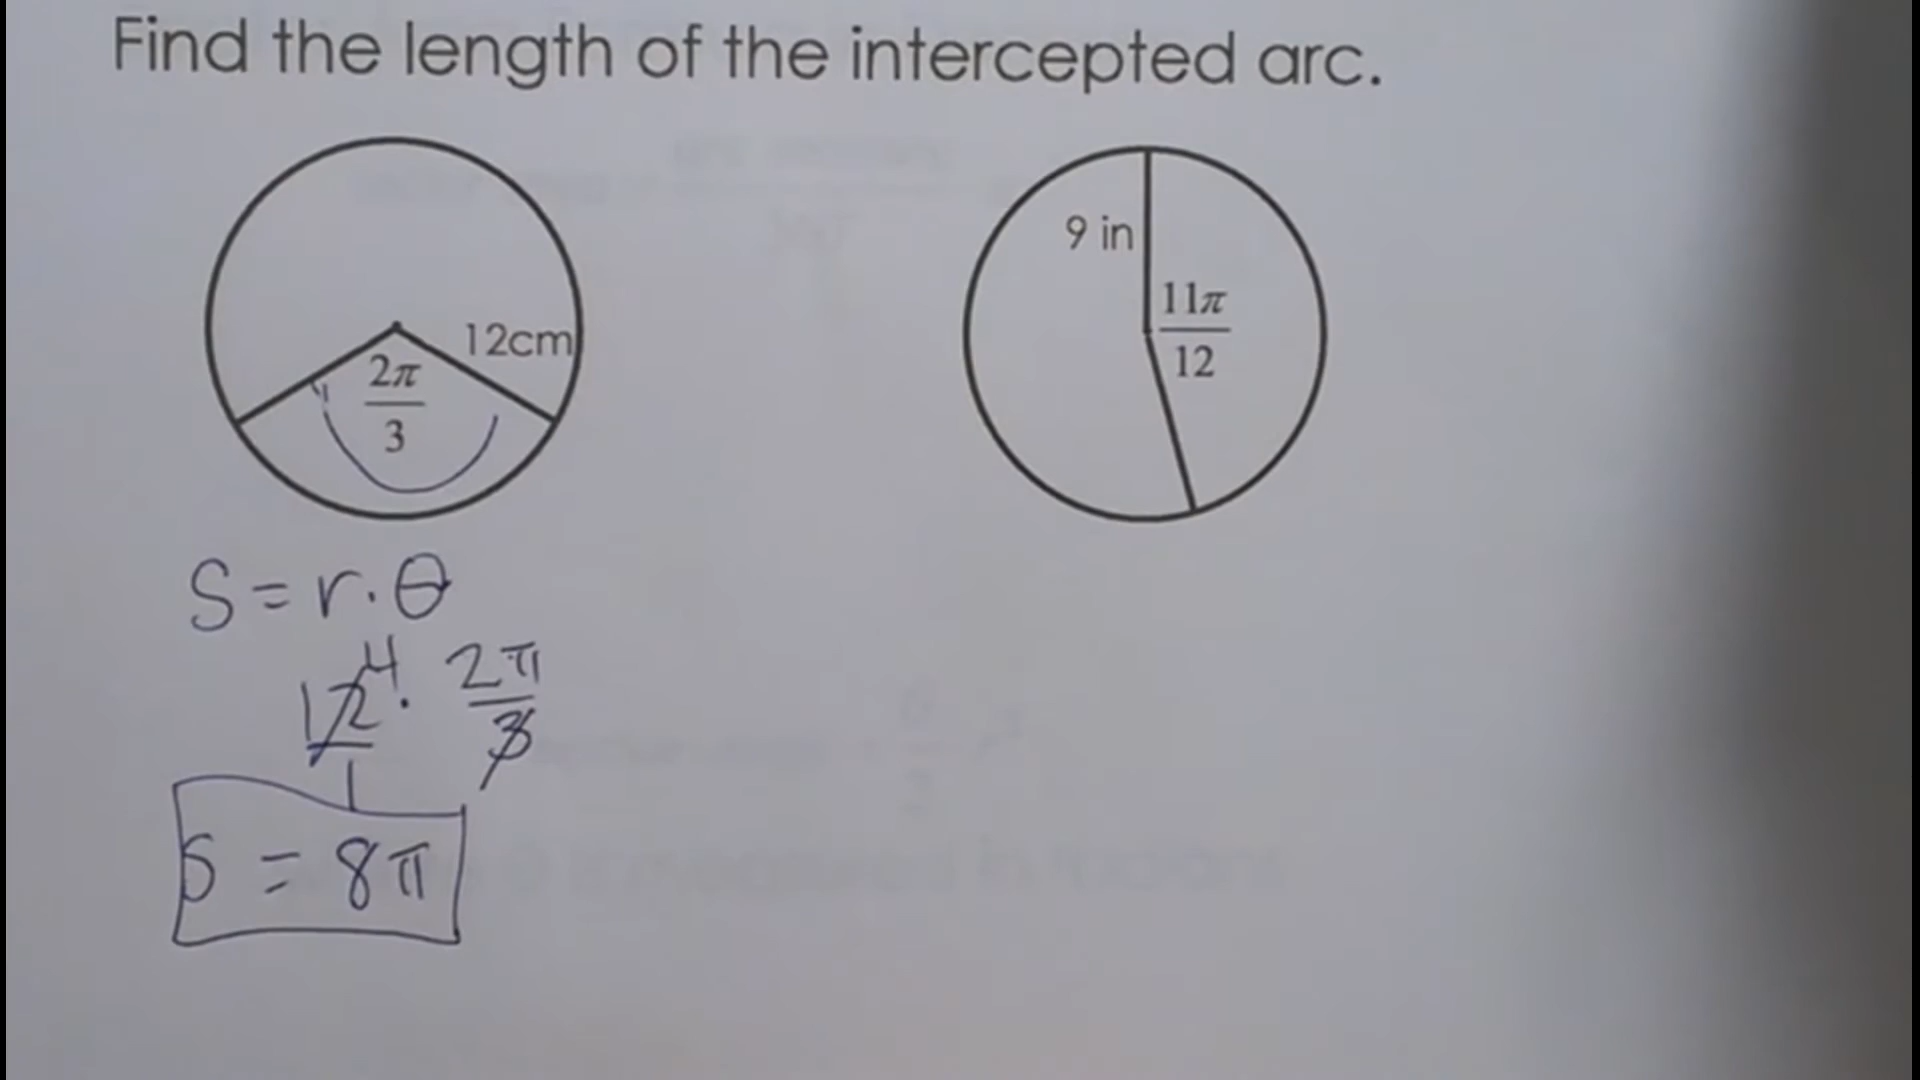 Find the length of the intercepted arc.
12cm
2π
3
9 in
11π
12
S = r · θ
12 4 · 2π
3
1
S = 8π